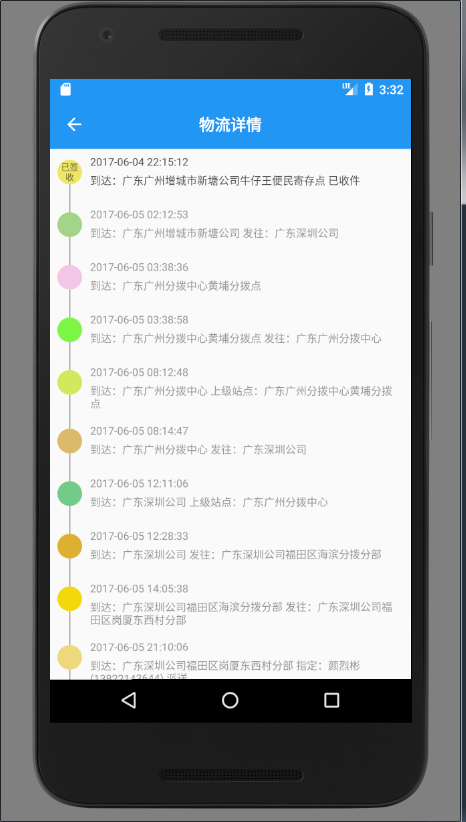 LTE 3:32
物流详情
已签
收
2017-06-04 22:15:12
到达：广东广州增城市新塘公司牛仔王便民寄存点 已收件
2017-06-05 02:12:53
到达：广东广州增城市新塘公司 发往：广东深圳公司
2017-06-05 03:38:36
到达：广东广州分拨中心黄埔分拨点
2017-06-05 03:38:58
到达：广东广州分拨中心黄埔分拨点 发往：广东广州分拨中心
2017-06-05 08:12:48
到达：广东广州分拨中心 上级站点：广东广州分拨中心黄埔分拨
点
2017-06-05 08:14:47
到达：广东广州分拨中心 发往：广东深圳公司
2017-06-05 12:11:06
到达：广东深圳公司 上级站点：广东广州分拨中心
2017-06-05 12:28:33
到达：广东深圳公司 发往：广东深圳公司福田区海滨分拨分部
2017-06-05 14:05:38
到达：广东深圳公司福田区海滨分拨分部 发往：广东深圳公司福
田区岗厦东西村分部
2017-06-05 21:10:06
到达：广东深圳公司福田区岗厦东西村分部 指定：颜烈彬
(13822143644) 派送